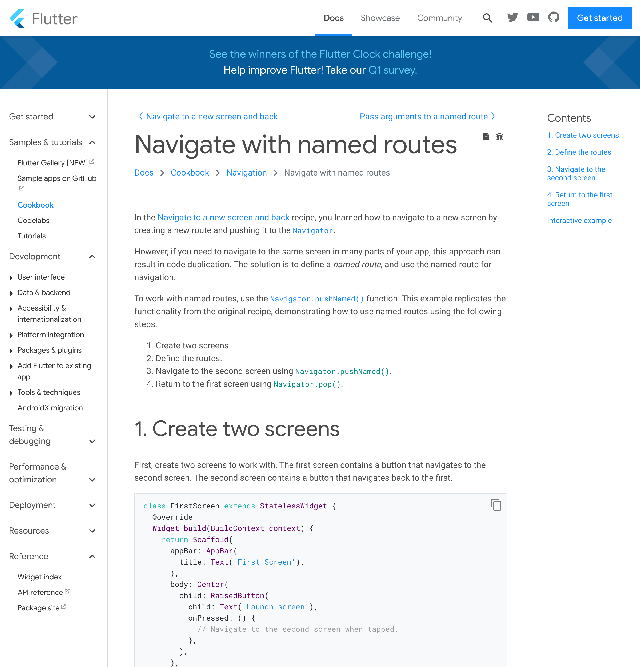 Flutter
Docs
Showcase
Community
Get started
See the winners of the Flutter Clock challenge!
Help improve Flutter! Take our Q1 survey.
Get started
Samples & tutorials
Flutter Gallery [NEW
Sample apps on GitHub
Cookbook
Codelabs
Tutorials
Development
User interface
Data & backend
Accessibility &
internationalization
Platform integration
Packages & plugins
Add Flutter to existing
app
Tools & techniques
AndroidX migration
Testing &
debugging
Performance &
optimization
Deployment
Resources
Reference
Widget index
API reference
Package site
Navigate to a new screen and back
Pass arguments to a named route
Navigate with named routes
Docs > Cookbook > Navigation > Navigate with named routes
In the Navigate to a new screen and back recipe, you learned how to navigate to a new screen by
creating a new route and pushing it to the Navigator.
However, if you need to navigate to the same screen in many parts of your app, this approach can
result in code duplication. The solution is to define a named route, and use the named route for
navigation.
To work with named routes, use the Navigator.pushNamed() function. This example replicates the
functionality from the original recipe, demonstrating how to use named routes using the following
steps:
1. Create two screens.
2. Define the routes.
3. Navigate to the second screen using Navigator.pushNamed().
4. Return to the first screen using Navigator.pop().
1. Create two screens
First, create two screens to work with. The first screen contains a button that navigates to the
second screen. The second screen contains a button that navigates back to the first.
class FirstScreen extends StatelessWidget {
@override
Widget build(BuildContext context) {
return Scaffold(
appBar: AppBar(
title: Text('First Screen'),
),
body: Center(
child: RaisedButton(
child: Text('Launch screen'),
onPressed: () {
// Navigate to the second screen when tapped.
},
),
),
Contents
1. Create two screens
2. Define the routes
3. Navigate to the
second screen
4. Return to the first
screen
Interactive example